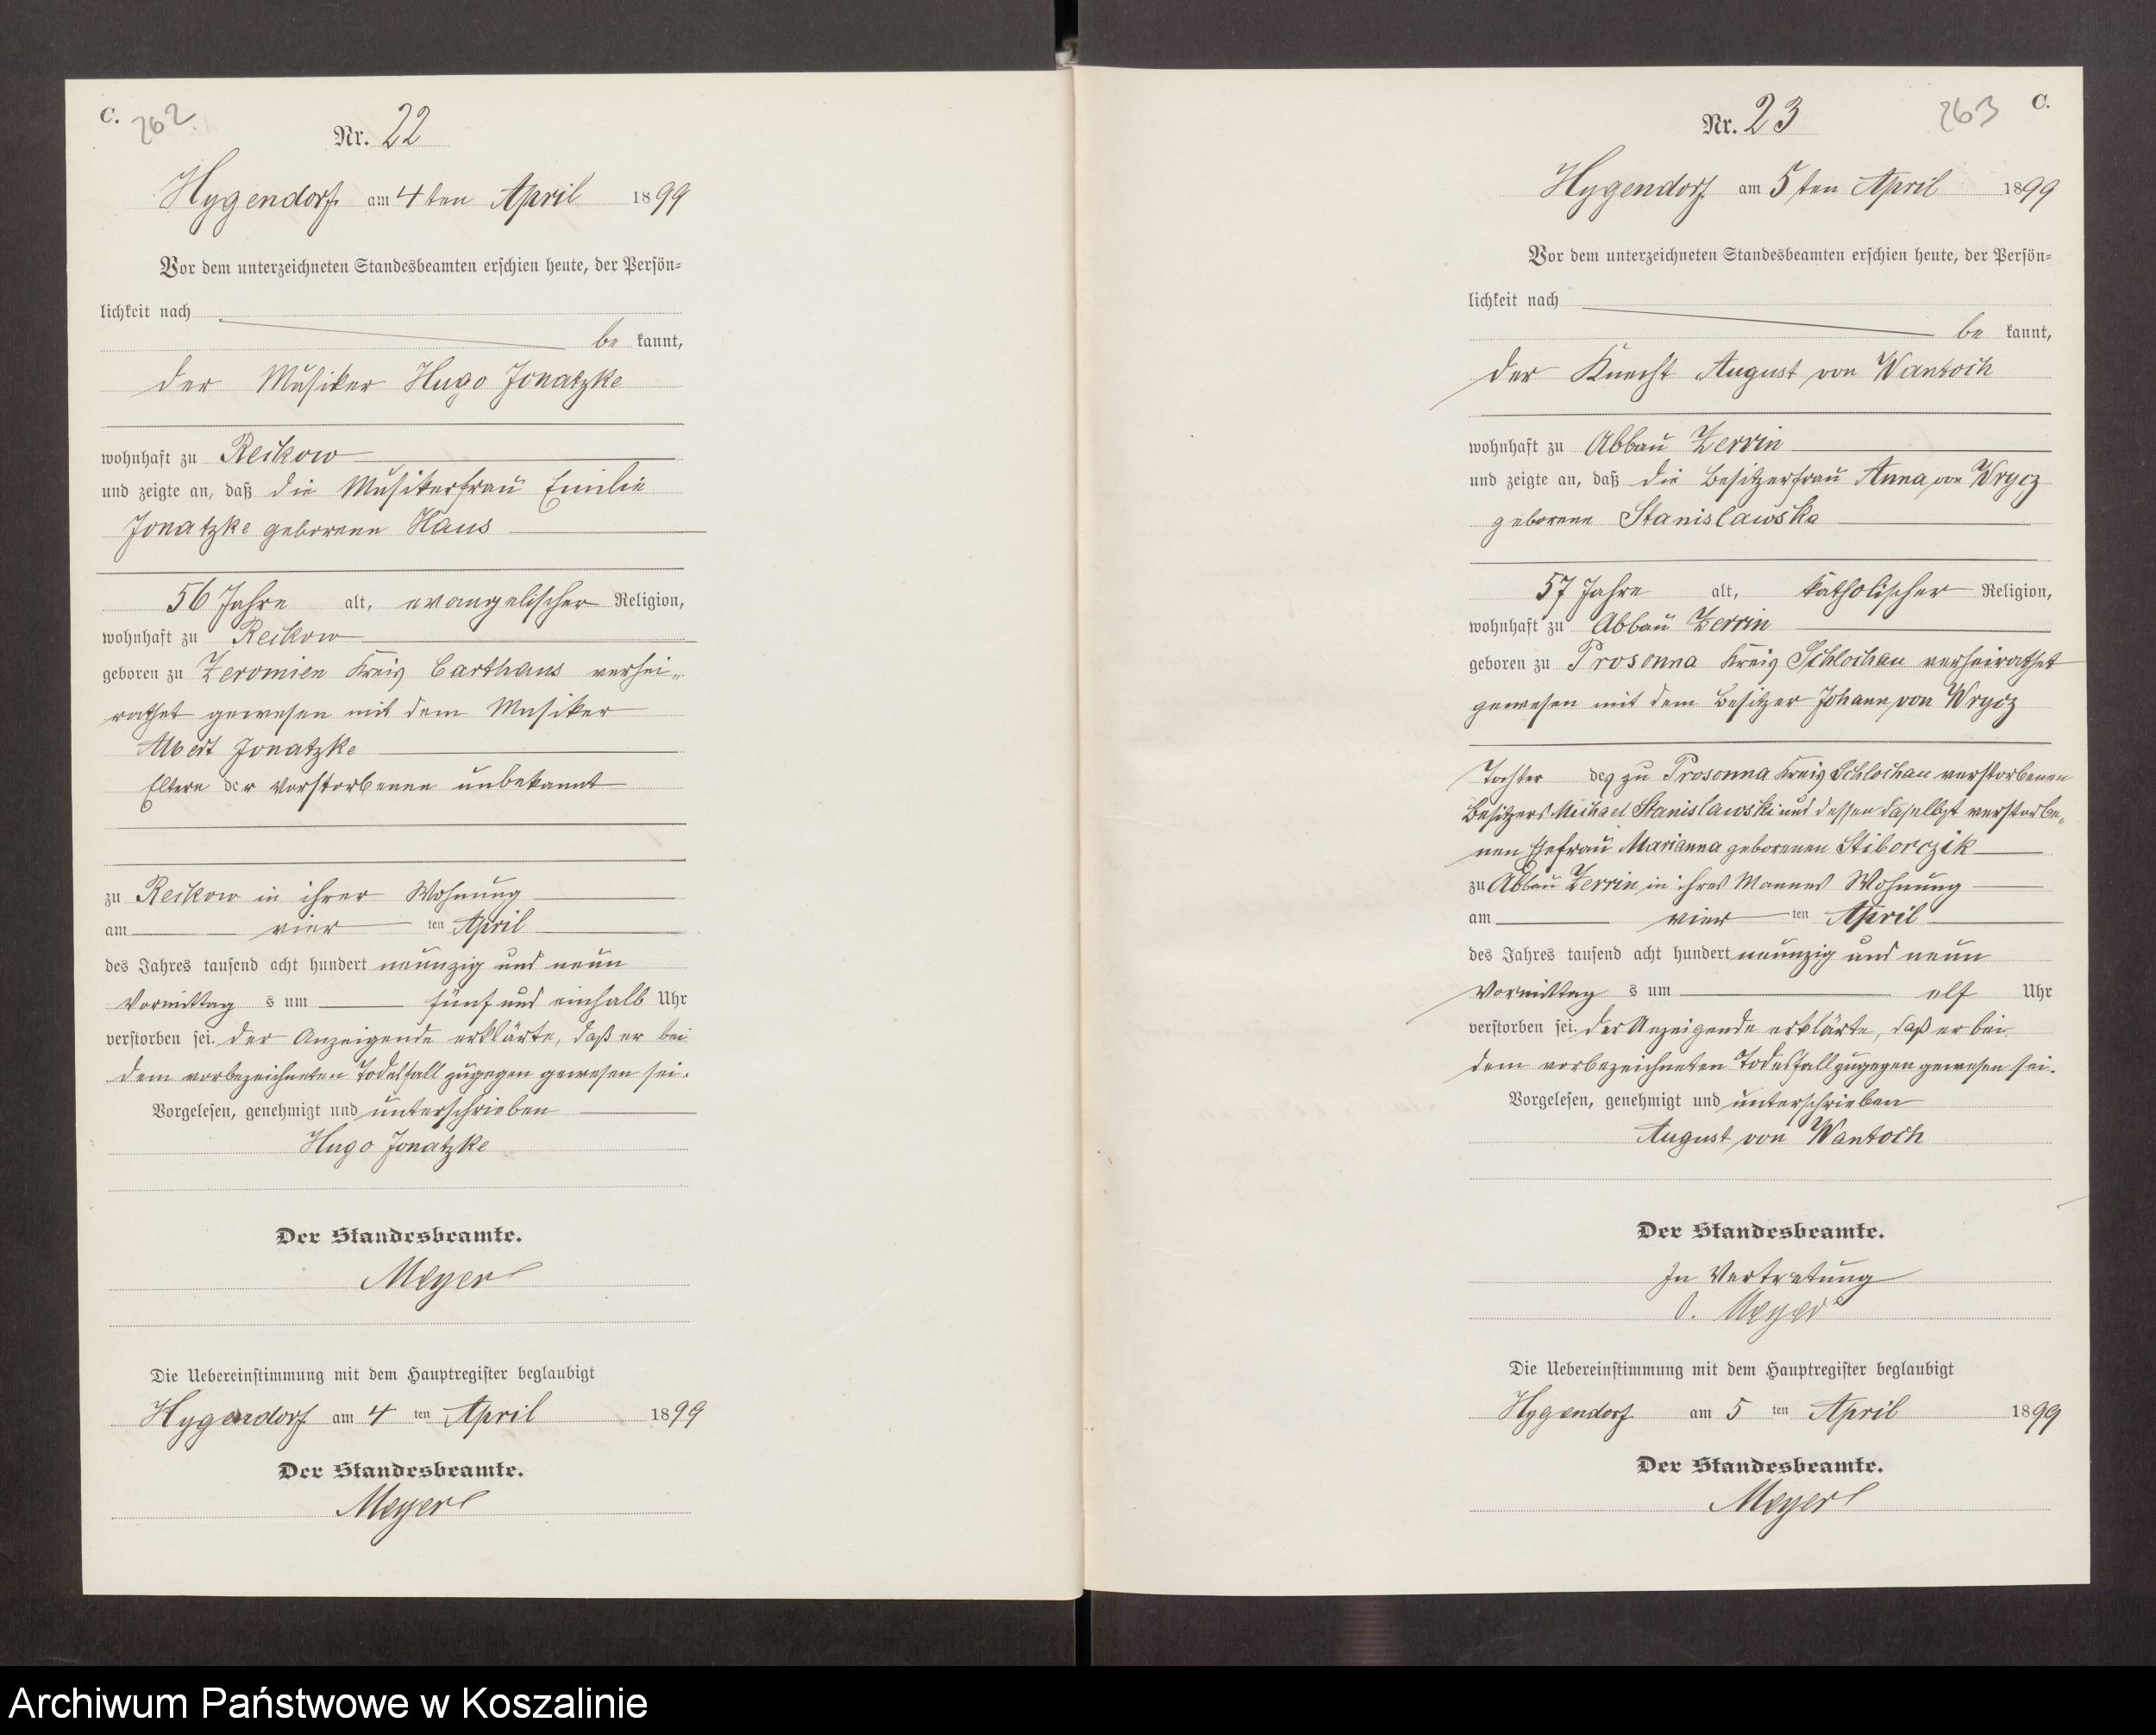 C.
262
Nr. 22
Hygendorf am 4 ten April 1899
Vor dem unterzeichneten Standesbeamten erschien heute, der Persön=
lichkeit nach
be kannt,
der Musiker Hugo Jonatzke
wohnhaft zu Reckow
und zeigte an, daß die Musikerfrau Emilie
Jonatzke geborene Haus
56 Jahre alt, evangelischer Religion,
wohnhaft zu Reckow
geboren zu Zeromien Kreis Carthaus verhei-
rathet gewesen mit dem Musiker
Albert Jonatzke
Eltern der Verstorbenen unbekannt
zu Reckow in ihrer Wohnung
am vier ten April
des Jahres tausend acht hundert neunzig und neun
Vormittag s um fünf und einhalb Uhr
verstorben sei. Der Anzeigende erklärte, daß er bei
dem vorbezeichneten Todesfall zugegen gewesen sei.
Vorgelesen, genehmigt und unterschrieben
Hugo Jonatzke
Der Standesbeamte.
Meyer
Die Uebereinstimmung mit dem Hauptregister beglaubigt
Hygendorf am 4 ten April 1899
Der Standesbeamte.
Meyer
C.
263
Nr. 23
Hygendorf am 5 ten April 1899
Vor dem unterzeichneten Standesbeamten erschien heute, der Persön=
lichkeit nach
be kannt,
der Knecht August von Wantoch
wohnhaft zu Abbau Zerrin
und zeigte an, daß die Besitzerfrau Anna von Wrycz
geborene Stanislawska
57 Jahre alt, katholischer Religion,
wohnhaft zu Abbau Zerrin
geboren zu Prosonna Kreis Schlochau verheirathet
gewesen mit dem Besitzer Johann von Wrycz
Tochter des zu Prosonna Kreis Schlochau verstorbenen
Besitzers Michael Stanislawski und dessen daselbst verstorbe-
nen Ehefrau Marianna geborenen Stiborczik
zu Abbau Zerrin in ihres Mannes Wohnung
am vier ten April
des Jahres tausend acht hundert neunzig und neun
Vormittag s um elf Uhr
verstorben sei. Der Anzeigende erklärte, daß er bei
dem vorbezeichneten Todesfall zugegen gewesen sei.
Vorgelesen, genehmigt und unterschrieben
August von Wantoch
Der Standesbeamte.
In Vertretung
O. Meyer
Die Uebereinstimmung mit dem Hauptregister beglaubigt
Hygendorf am 5 ten April 1899
Der Standesbeamte.
Meyer
Archiwum Państwowe w Koszalinie